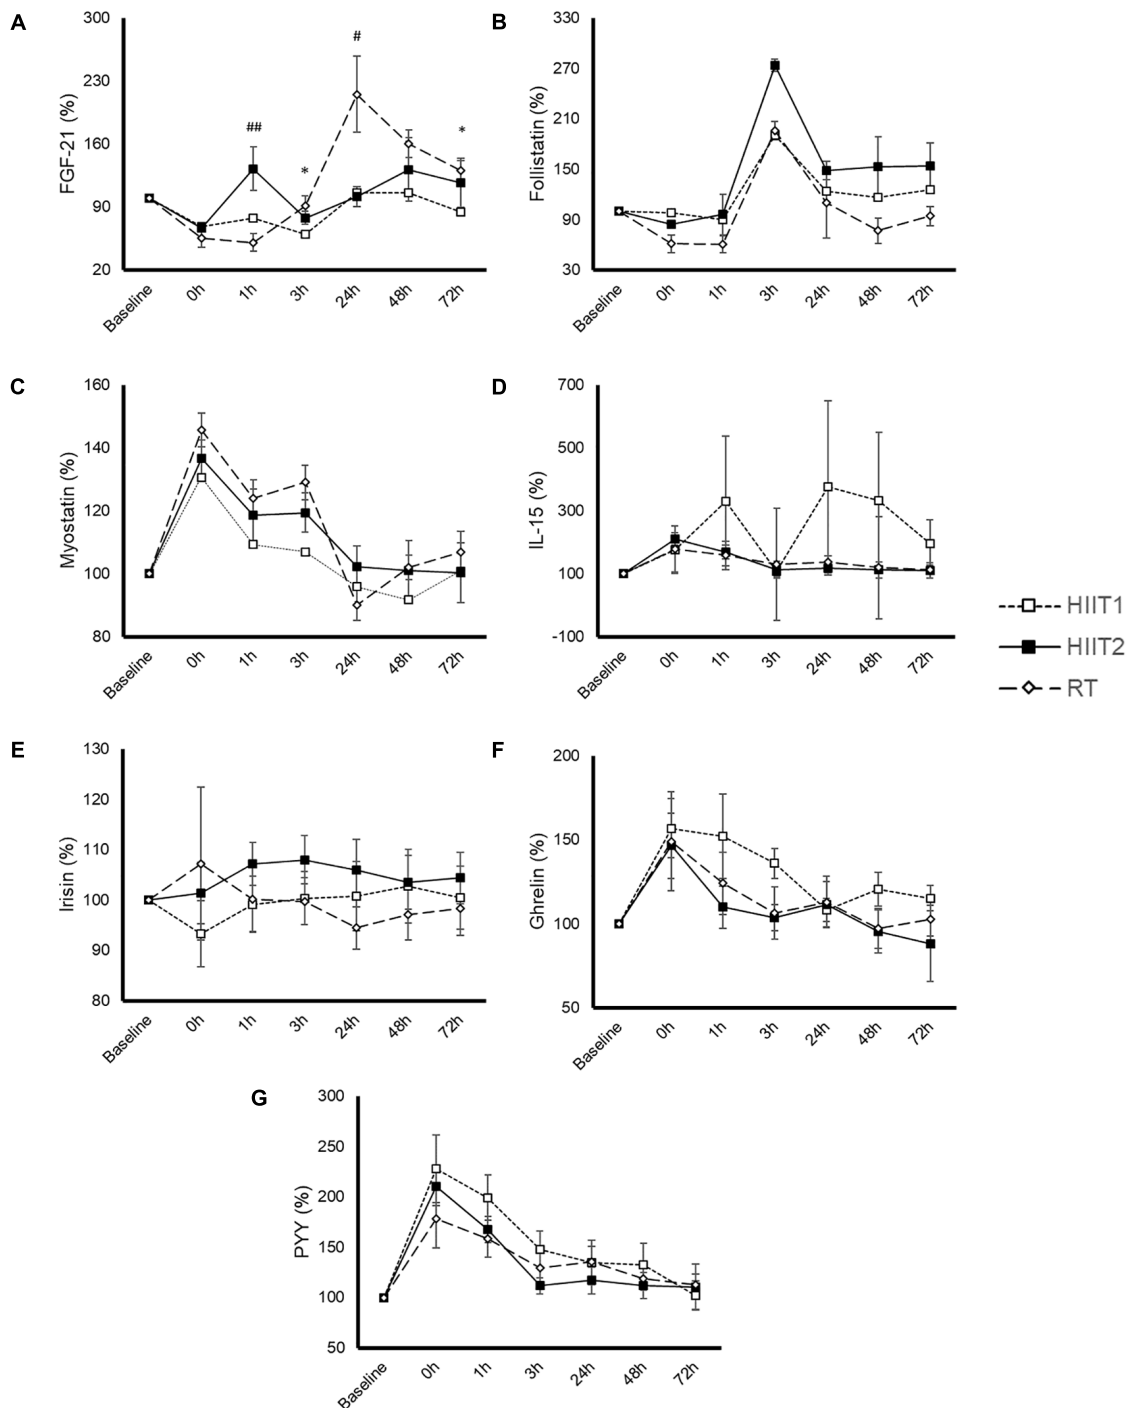 A
FGF-21 (%)
300
230
160
90
20
##
*
#
*
Baseline 0h 1h 3h 24h 48h 72h
B
Follistatin (%)
330
270
210
150
90
30
Baseline 0h 1h 3h 24h 48h 72h
C
Myostatin (%)
160
140
120
100
80
Baseline 0h 1h 3h 24h 48h 72h
D
IL-15 (%)
700
500
300
100
-100
Baseline 0h 1h 3h 24h 48h 72h
HIIT1
HIIT2
RT
E
Irisin (%)
130
120
110
100
90
80
Baseline 0h 1h 3h 24h 48h 72h
F
Ghrelin (%)
200
150
100
50
Baseline 0h 1h 3h 24h 48h 72h
G
PYY (%)
300
250
200
150
100
50
Baseline 0h 1h 3h 24h 48h 72h